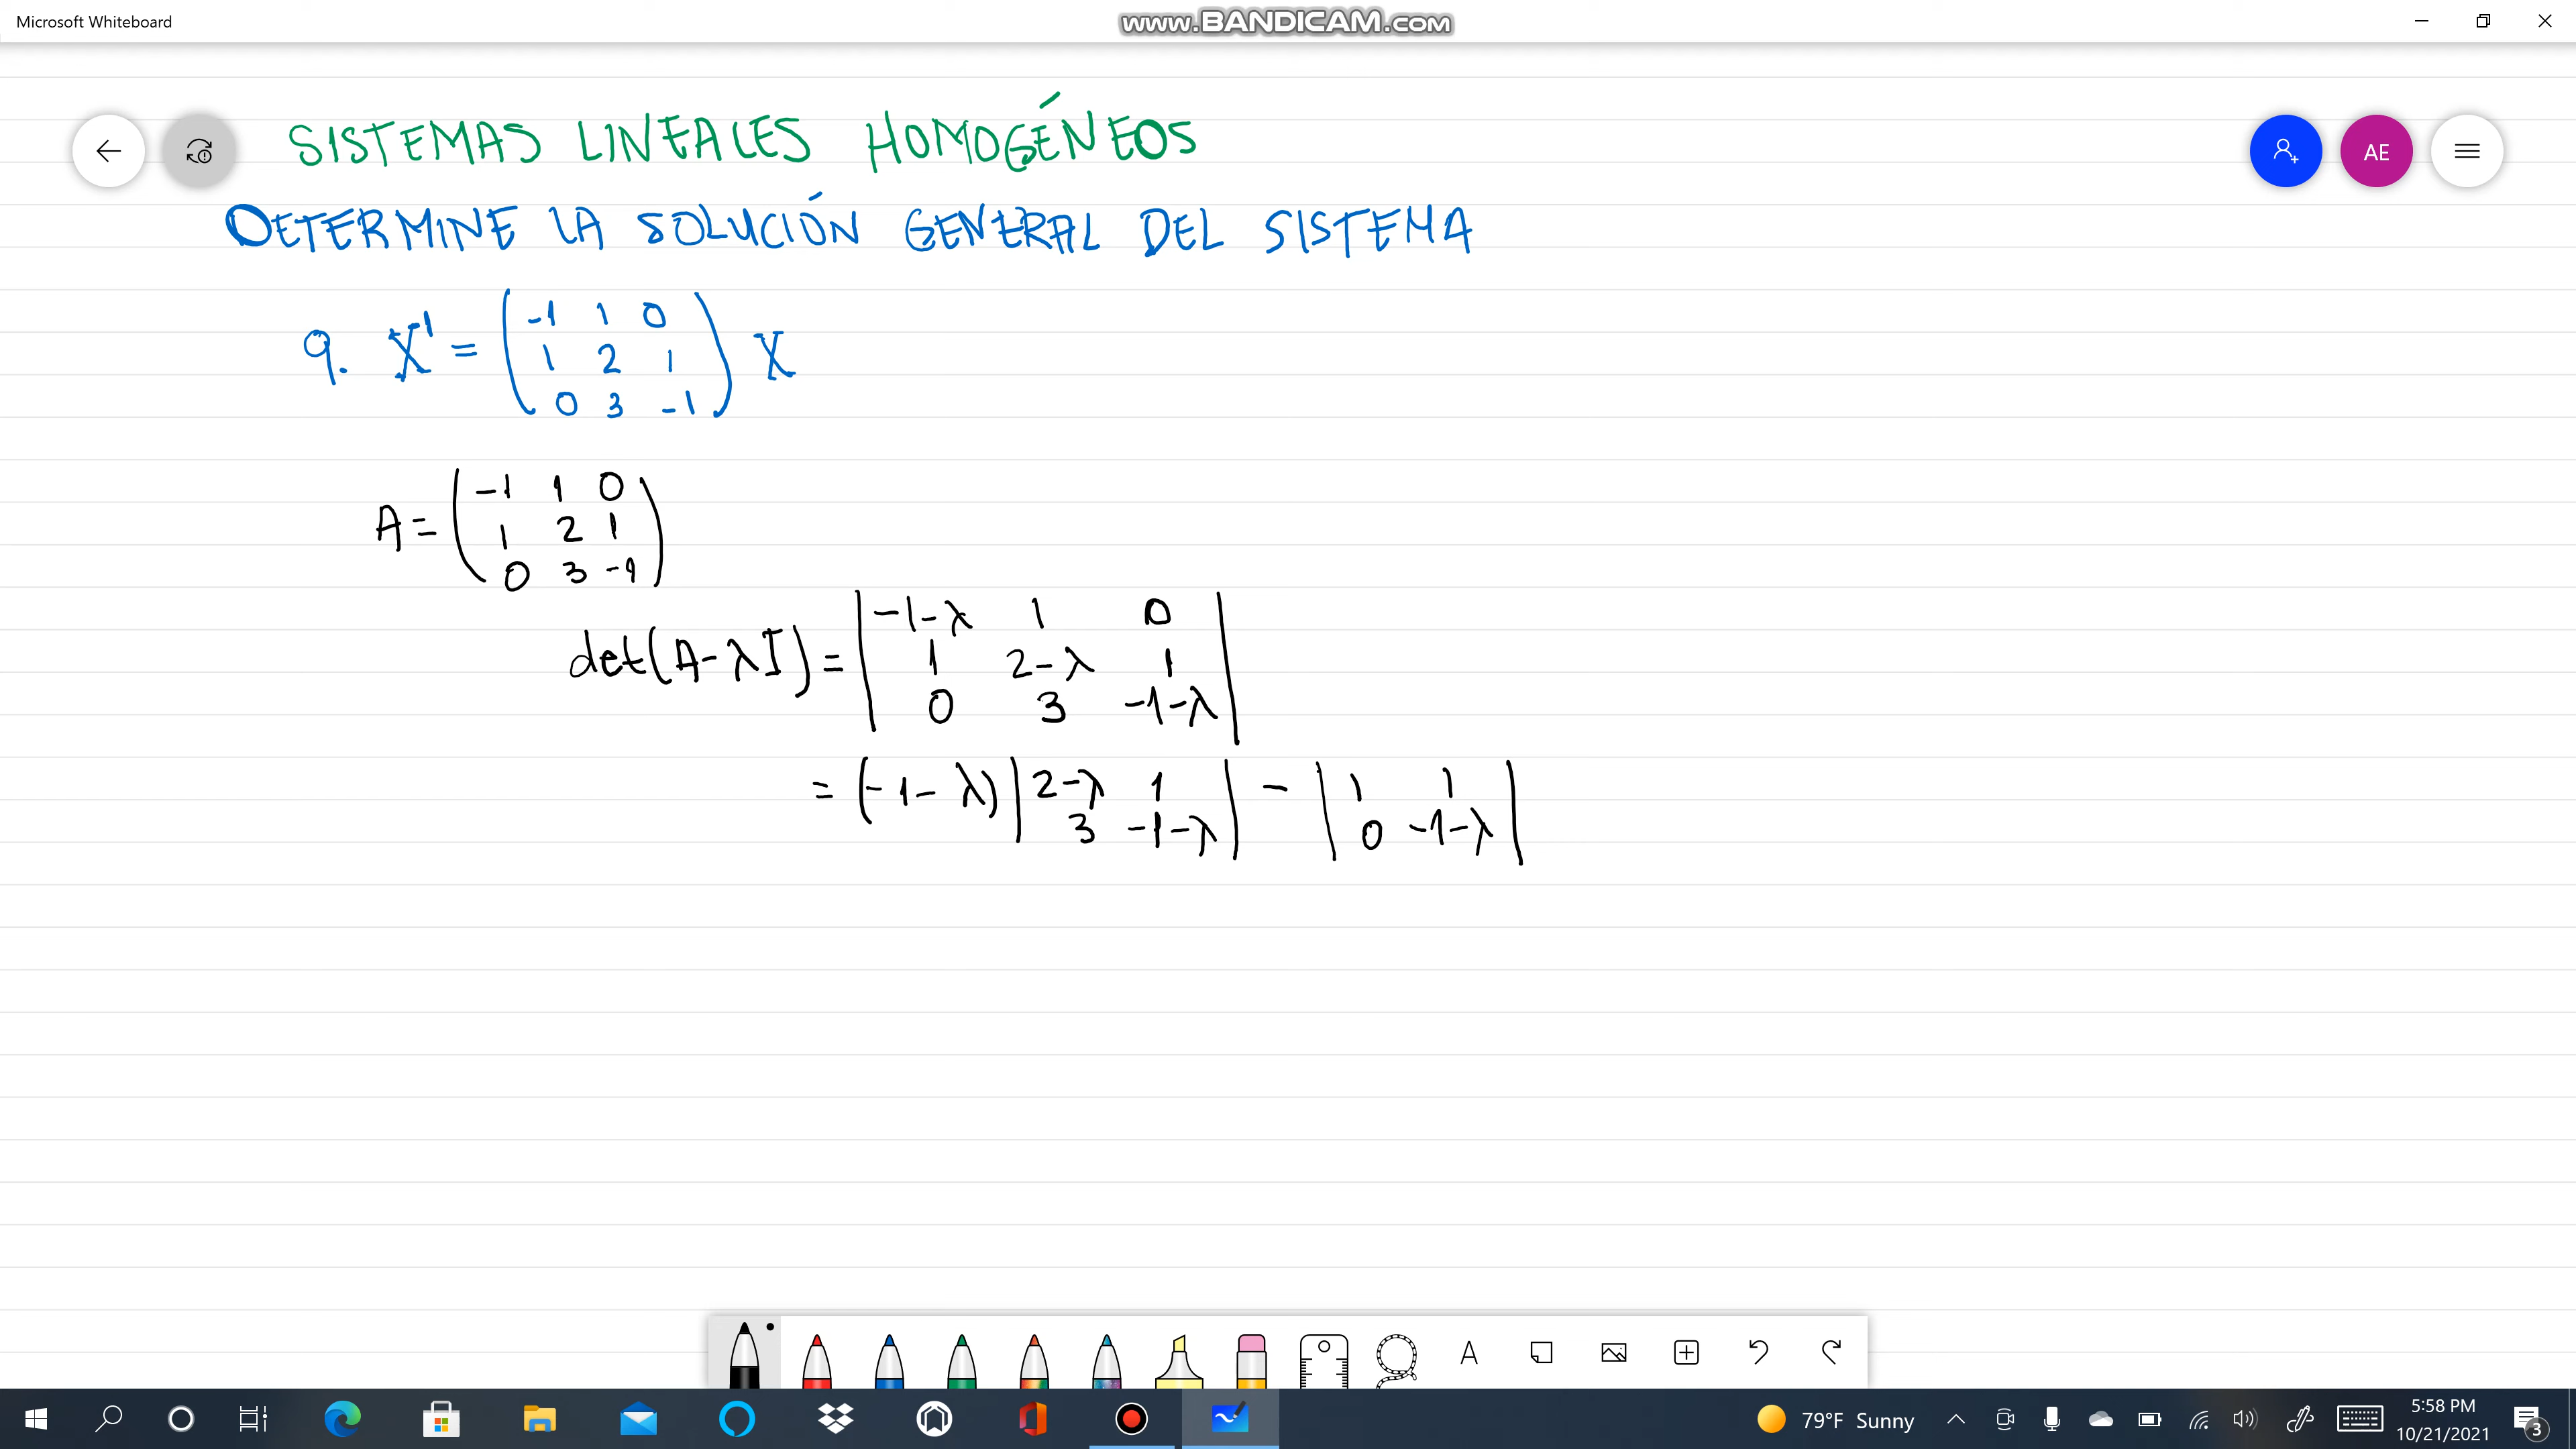 Microsoft Whiteboard
www.BANDICAM.com
SISTEMAS LINEALES HOMOGÉNEOS
AE
DETERMINE LA SOLUCIÓN GENERAL DEL SISTEMA
9. X' = ( -1 1 0
1 2 1
0 3 -1 ) X
A = ( -1 1 0
1 2 1
0 3 -1 )
det(A-λI) = | -1-λ 1 0
1 2-λ 1
0 3 -1-λ |
= (-1-λ) | 2-λ 1 | - | 1 1 |
3 -1-λ 0 -1-λ
A
79°F Sunny
5:58 PM
10/21/2021
3